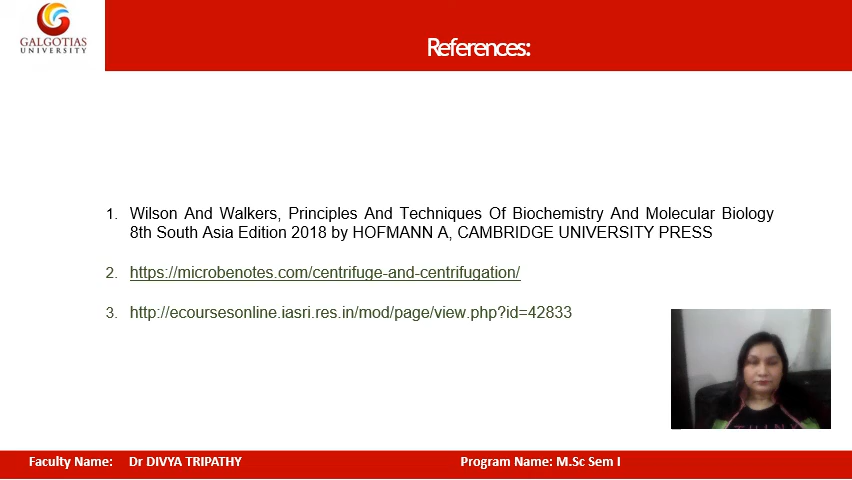 GALGOTIAS
UNIVERSITY
References:
1. Wilson And Walkers, Principles And Techniques Of Biochemistry And Molecular Biology
8th South Asia Edition 2018 by HOFMANN A, CAMBRIDGE UNIVERSITY PRESS
2. https://microbenotes.com/centrifuge-and-centrifugation/
3. http://ecoursesonline.iasri.res.in/mod/page/view.php?id=42833
Faculty Name: Dr DIVYA TRIPATHY
Program Name: M.Sc Sem I